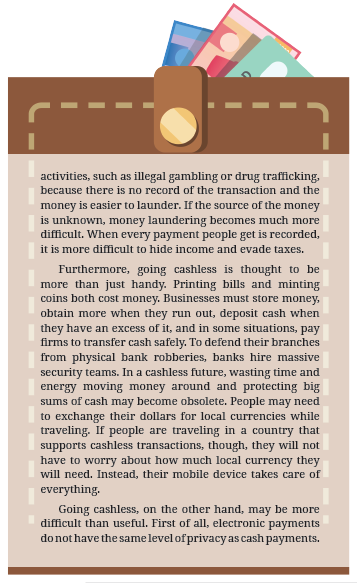 D
activities, such as illegal gambling or drug trafficking,
because there is no record of the transaction and the
money is easier to launder. If the source of the money
is unknown, money laundering becomes much more
difficult. When every payment people get is recorded,
it is more difficult to hide income and evade taxes.
Furthermore, going cashless is thought to be
more than just handy. Printing bills and minting
coins both cost money. Businesses must store money,
obtain more when they run out, deposit cash when
they have an excess of it, and in some situations, pay
firms to transfer cash safely. To defend their branches
from physical bank robberies, banks hire massive
security teams. In a cashless future, wasting time and
energy moving money around and protecting big
sums of cash may become obsolete. People may need
to exchange their dollars for local currencies while
traveling. If people are traveling in a country that
supports cashless transactions, though, they will not
have to worry about how much local currency they
will need. Instead, their mobile device takes care of
everything.
Going cashless, on the other hand, may be more
difficult than useful. First of all, electronic payments
do not have the same level of privacy as cash payments.